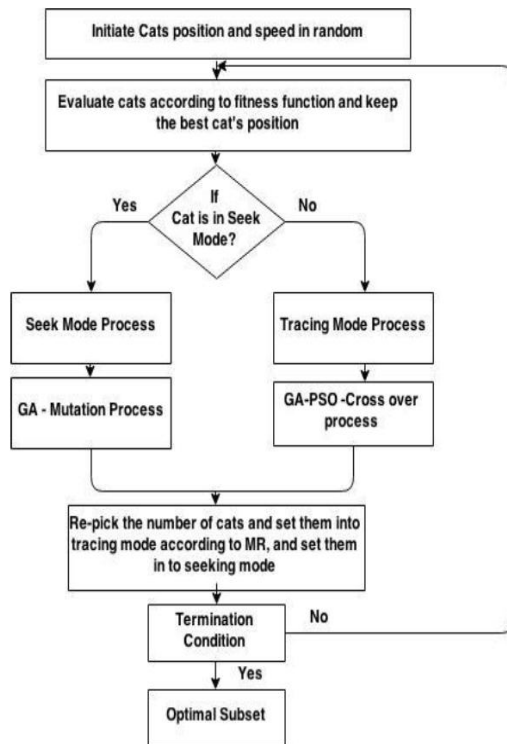 Initiate Cats position and speed in random
Evaluate cats according to fitness function and keep
the best cat's position
If
Cat is in Seek
Mode?
Yes
No
Seek Mode Process
Tracing Mode Process
GA - Mutation Process
GA-PSO -Cross over
process
Re-pick the number of cats and set them into
tracing mode according to MR, and set them
in to seeking mode
Termination
Condition
No
Yes
Optimal Subset